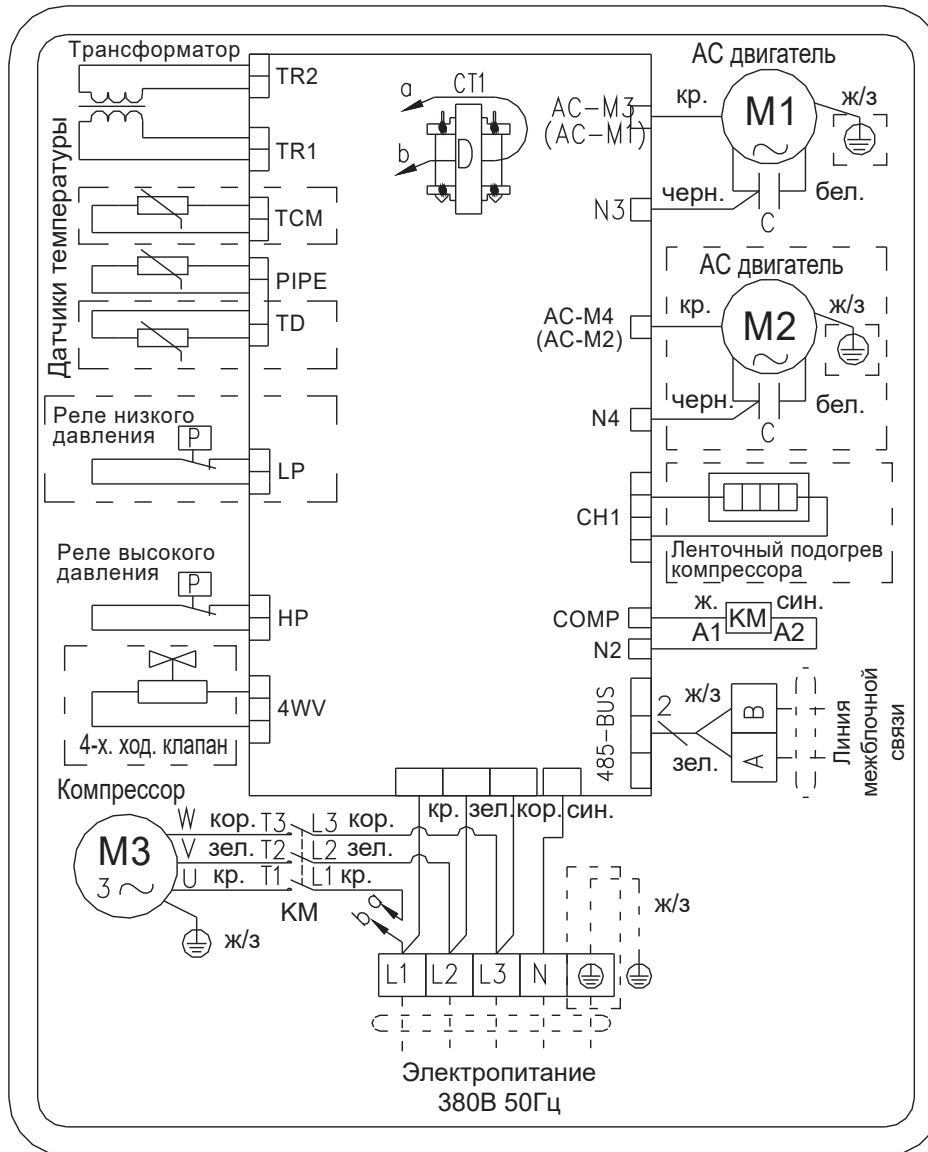 Трансформатор
TR2
TR1
Датчики температуры
TCM
PIPE
TD
Реле низкого
давления
P
LP
Реле высокого
давления
P
HP
4WV
4-х. ход. клапан
a
CT1
b
D
AC-M3
(AC-M1)
N3
АС двигатель
кр.
M1
ж/з
черн.
бел.
C
АС двигатель
AC-M4
(AC-M2)
кр.
M2
ж/з
N4
черн.
бел.
C
CH1
Ленточный подогрев
компрессора
COMP
ж.
KM
син.
A1
A2
N2
485-BUS
2
ж/з
зел.
B
A
Линия
межблочной
связи
Компрессор
M3
3
W
кор.
T3
L3
кор.
V
зел.
T2
L2
зел.
U
кр.
T1
L1
кр.
KM
ж/з
a
b
кр.
зел.
кор.
син.
L1
L2
L3
N
ж/з
Электропитание
380В 50Гц